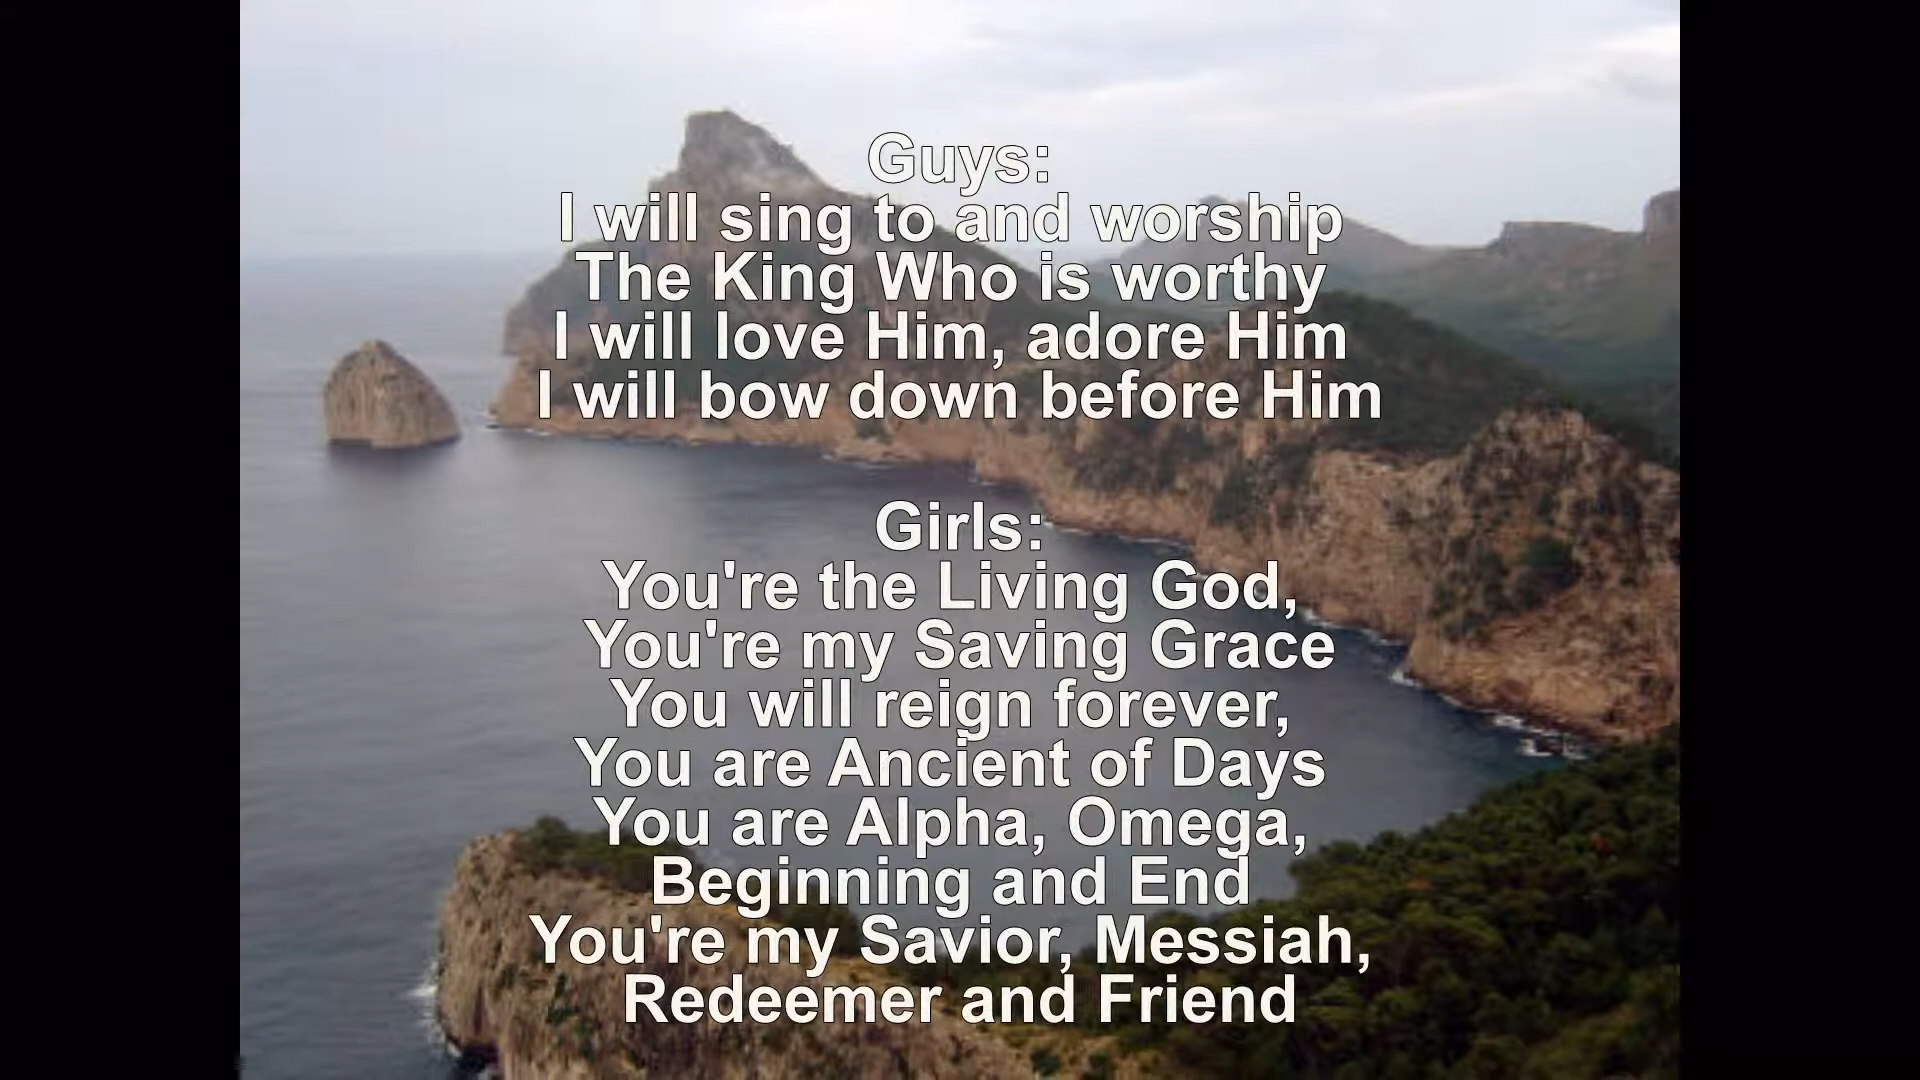 Guys:
I will sing to and worship
The King Who is worthy
I will love Him, adore Him
I will bow down before Him
Girls:
You're the Living God,
You're my Saving Grace
You will reign forever,
You are Ancient of Days
You are Alpha, Omega,
Beginning and End
You're my Savior, Messiah,
Redeemer and Friend